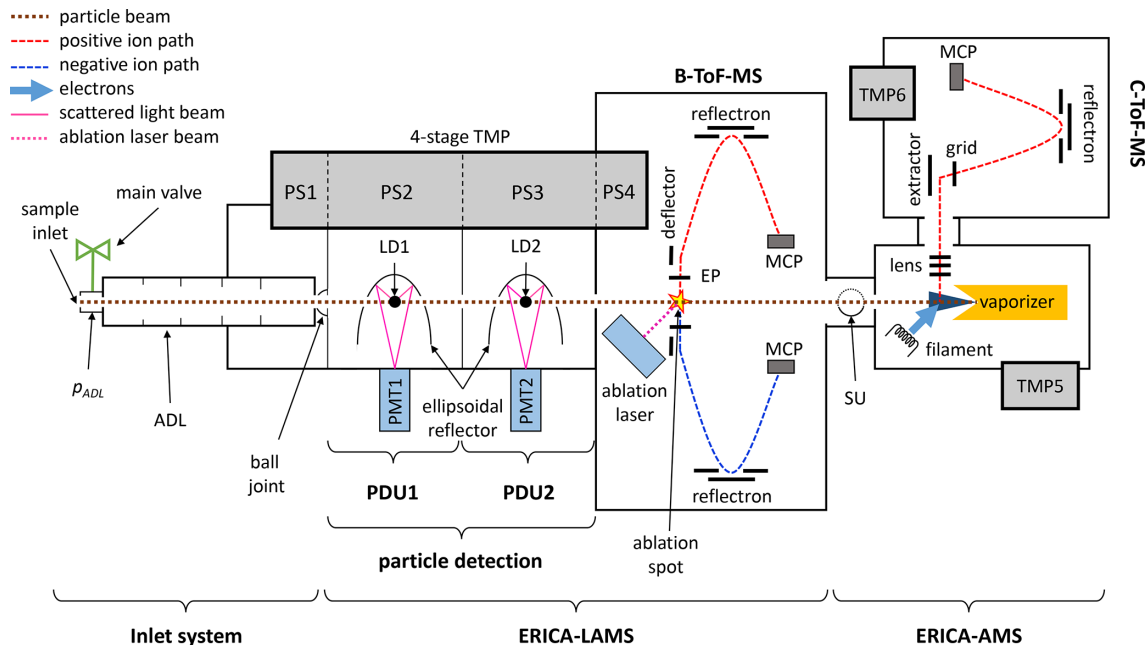 particle beam
positive ion path
negative ion path
electrons
scattered light beam
ablation laser beam
main valve
sample
inlet
p_ADL
ADL
ball
joint
4-stage TMP
PS1
PS2
PS3
PS4
LD1
LD2
PMT1
PMT2
ellipsoidal
reflector
PDU1
PDU2
particle detection
B-ToF-MS
reflectron
deflector
EP
MCP
ablation
laser
MCP
reflectron
ablation
spot
SU
C-ToF-MS
TMP6
MCP
reflectron
extractor
grid
lens
vaporizer
filament
TMP5
Inlet system
ERICA-LAMS
ERICA-AMS